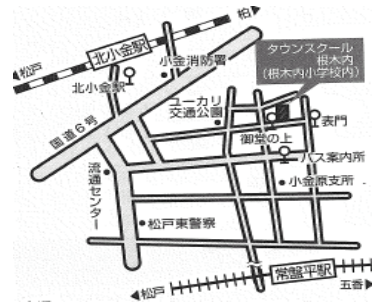 柏▶
北小金駅
◀松戸
小金消防署
北小金駅
タウンスクール
根木内
(根木内小学校内)
国道6号
ユーカリ
交通公園
表門
御堂の上
バス案内所
流通センター
小金原支所
松戸東警察
常盤平駅
◀松戸
五香▶